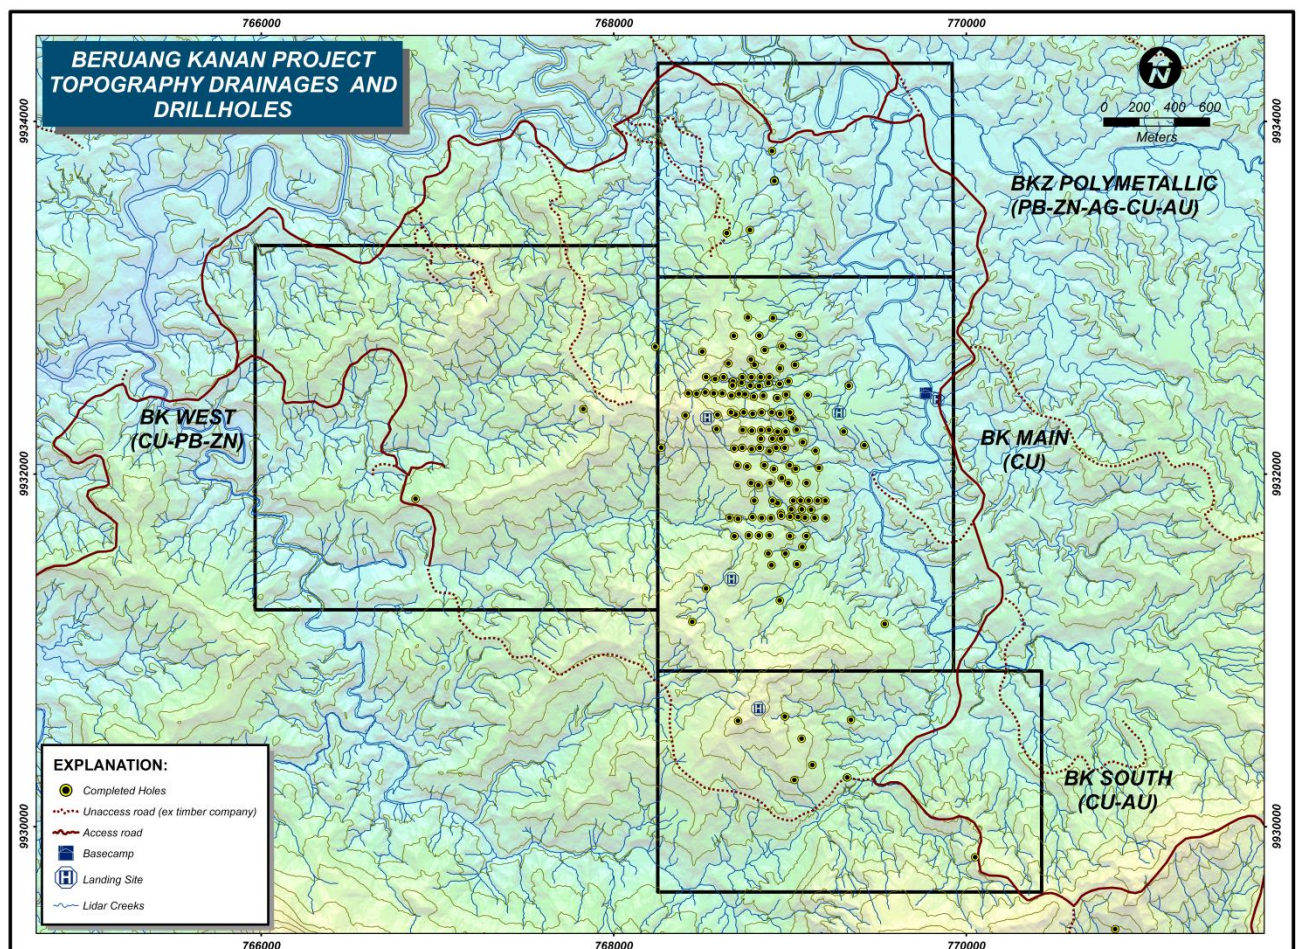 766000
768000
770000
BERUANG KANAN PROJECT
TOPOGRAPHY DRAINAGES AND
DRILLHOLES
N
0 200 400 600
Meters
9934000
9934000
BKZ POLYMETALLIC
(PB-ZN-AG-CU-AU)
BK WEST
(CU-PB-ZN)
H
H
H
BK MAIN
(CU)
9932000
9932000
H
H
BK SOUTH
(CU-AU)
9930000
9930000
EXPLANATION:
Completed Holes
Unaccess road (ex timber company)
Access road
Basecamp
H Landing Site
Lidar Creeks
766000
768000
770000